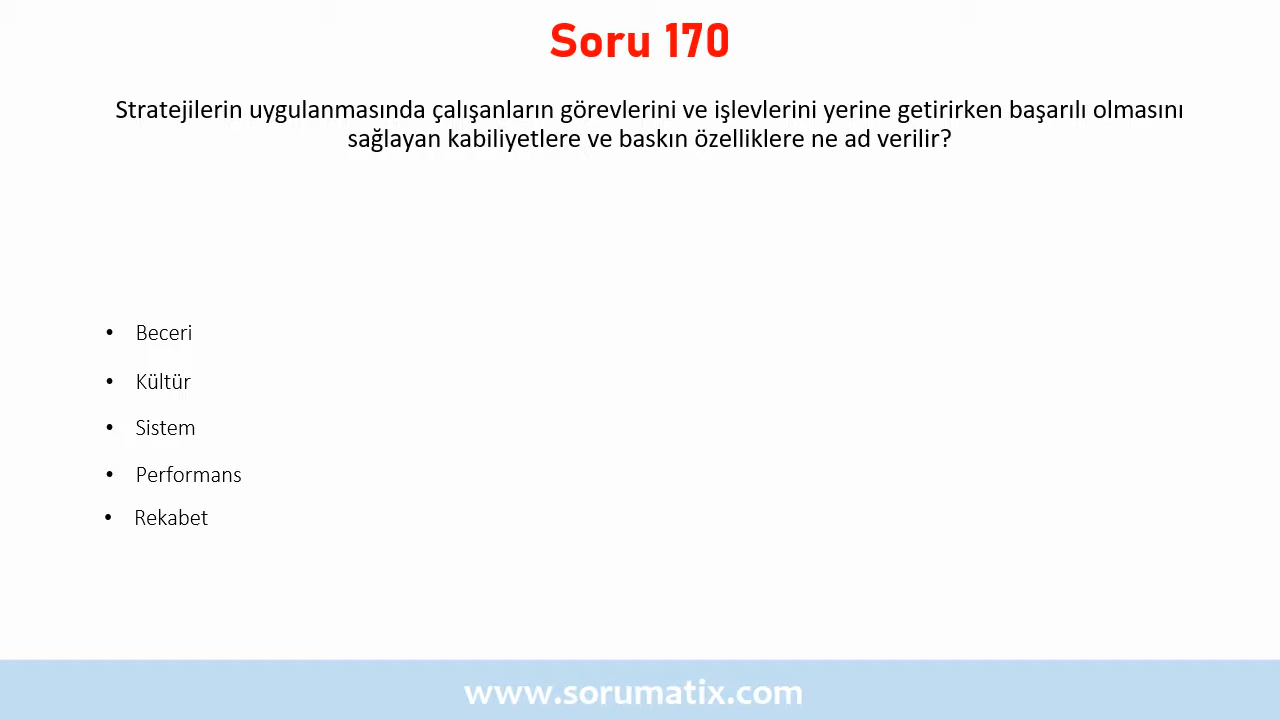 Soru 170
Stratejilerin uygulanmasında çalışanların görevlerini ve işlevlerini yerine getirirken başarılı olmasını
sağlayan kabiliyetlere ve baskın özelliklere ne ad verilir?
• Beceri
• Kültür
• Sistem
• Performans
• Rekabet
www.sorumatix.com